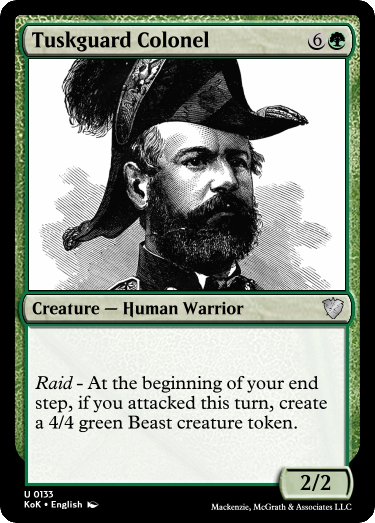 Tuskguard Colonel 6
Creature — Human Warrior
Raid - At the beginning of your end
step, if you attacked this turn, create
a 4/4 green Beast creature token.
2/2
U 0133
KoK • English
Mackenzie, McGrath & Associates LLC